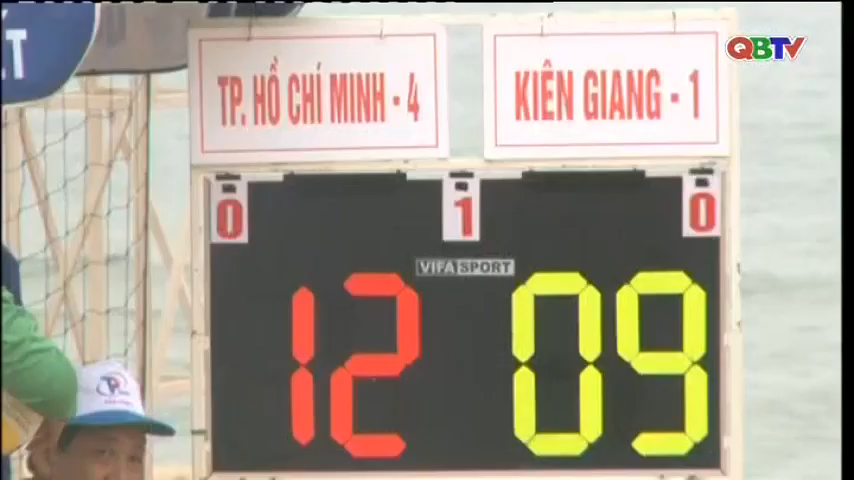 QBTV
TP. HỒ CHÍ MINH - 4
KIÊN GIANG - 1
0 1 0
VIFA SPORT
12 09